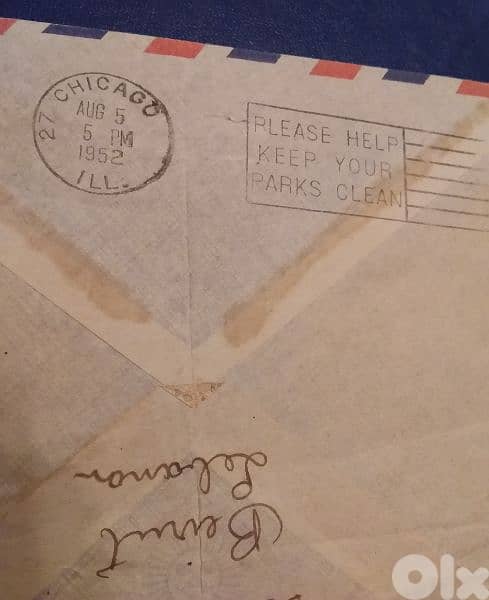 CHICAGO
27
AUG 5
5 PM
1952
ILL.
PLEASE HELP
KEEP YOUR
PARKS CLEAN
Beirut
Lebanon
Olx